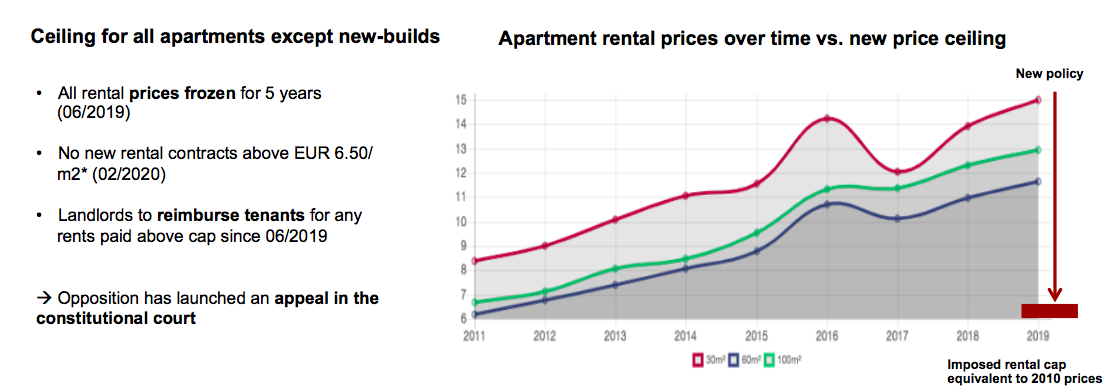 Ceiling for all apartments except new-builds
• All rental prices frozen for 5 years
(06/2019)
• No new rental contracts above EUR 6.50/
m2* (02/2020)
• Landlords to reimburse tenants for any
rents paid above cap since 06/2019
→ Opposition has launched an appeal in the
constitutional court
Apartment rental prices over time vs. new price ceiling
New policy
15
14
13
12
11
10
9
8
7
6
2011 2012 2013 2014 2015 2016 2017 2018 2019
30m² 60m² 100m²
Imposed rental cap
equivalent to 2010 prices